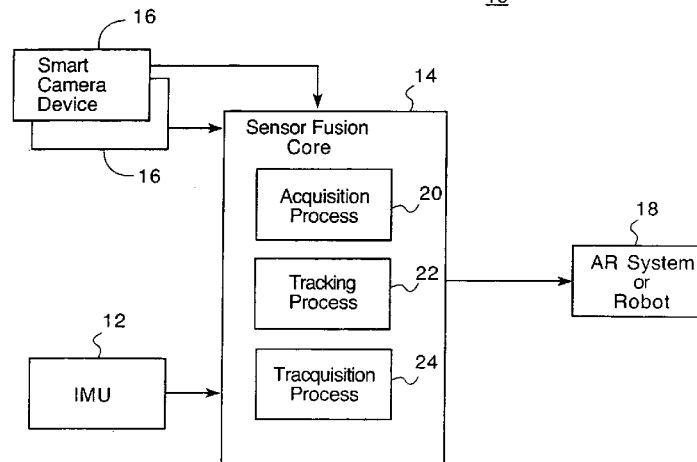 16
Smart
Camera
Device
16
14
Sensor Fusion
Core
Acquisition
Process
20
Tracking
Process
22
Tracquisition
Process
24
12
IMU
18
AR System
or
Robot